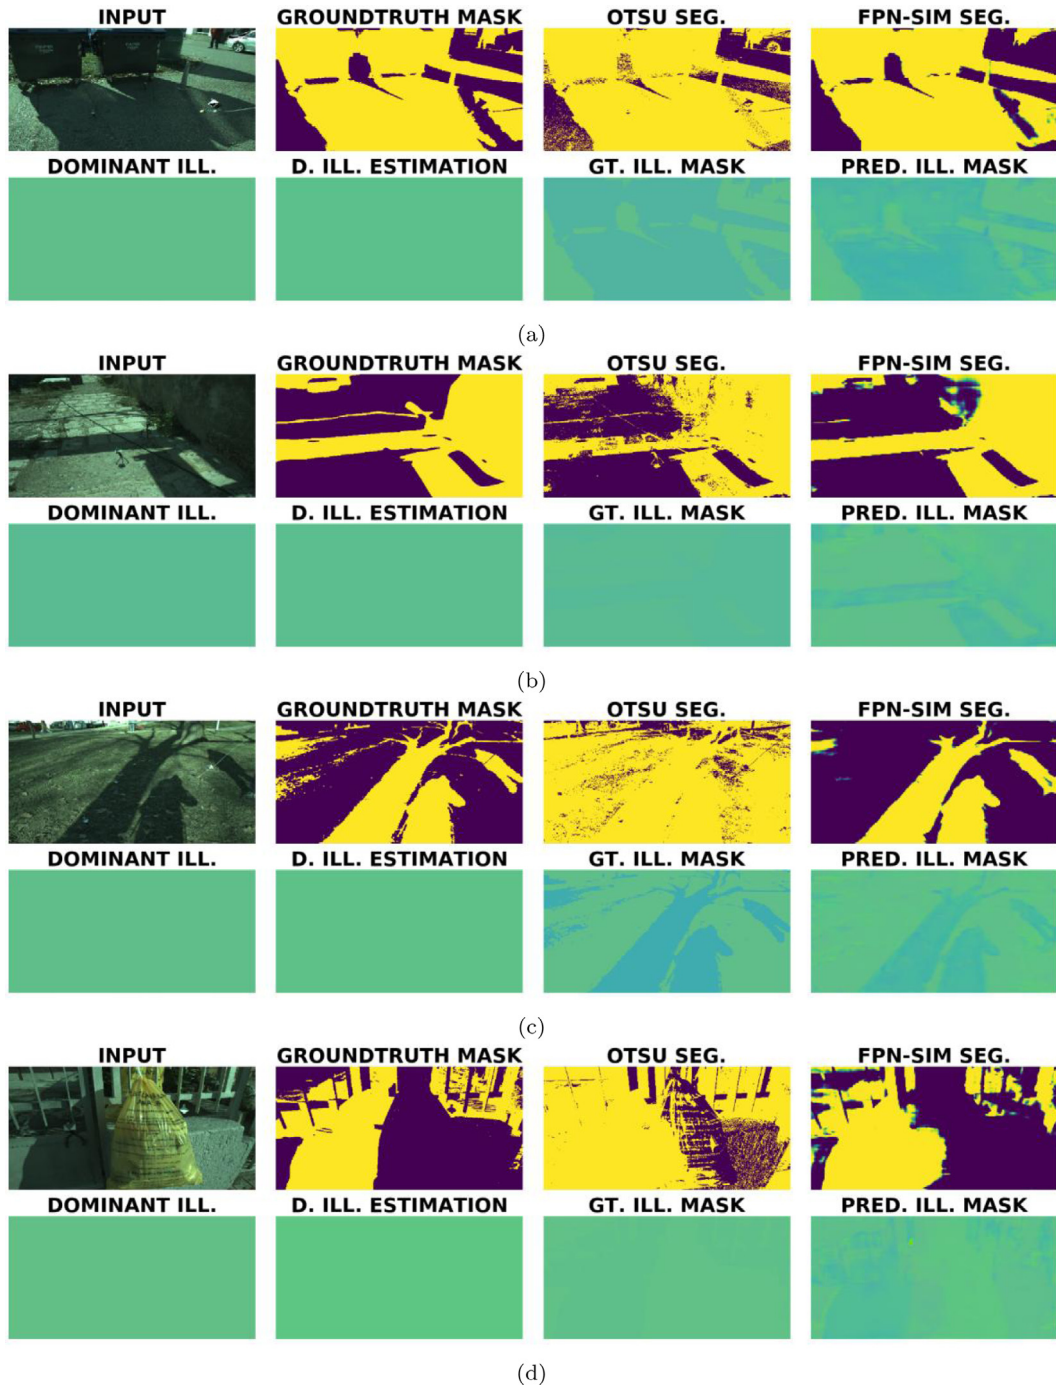 INPUT GROUNDTRUTH MASK OTSU SEG. FPN-SIM SEG.
DOMINANT ILL. D. ILL. ESTIMATION GT. ILL. MASK PRED. ILL. MASK
(a)
INPUT GROUNDTRUTH MASK OTSU SEG. FPN-SIM SEG.
DOMINANT ILL. D. ILL. ESTIMATION GT. ILL. MASK PRED. ILL. MASK
(b)
INPUT GROUNDTRUTH MASK OTSU SEG. FPN-SIM SEG.
DOMINANT ILL. D. ILL. ESTIMATION GT. ILL. MASK PRED. ILL. MASK
(c)
INPUT GROUNDTRUTH MASK OTSU SEG. FPN-SIM SEG.
DOMINANT ILL. D. ILL. ESTIMATION GT. ILL. MASK PRED. ILL. MASK
(d)